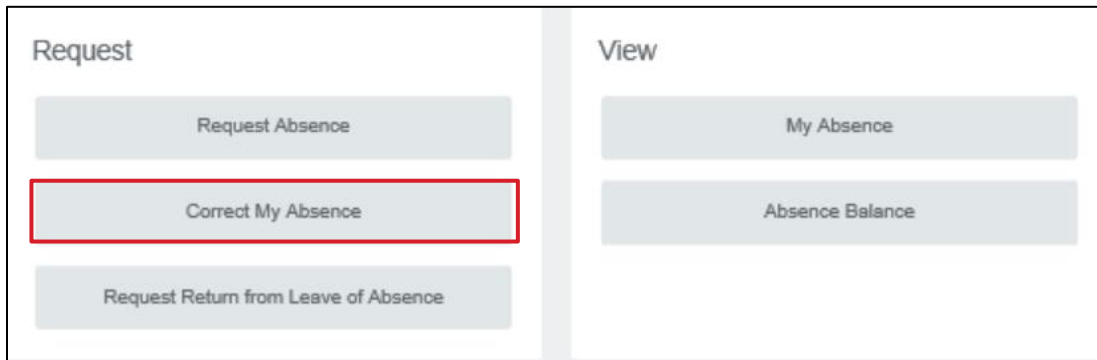 Request
Request Absence
Correct My Absence
Request Return from Leave of Absence
View
My Absence
Absence Balance